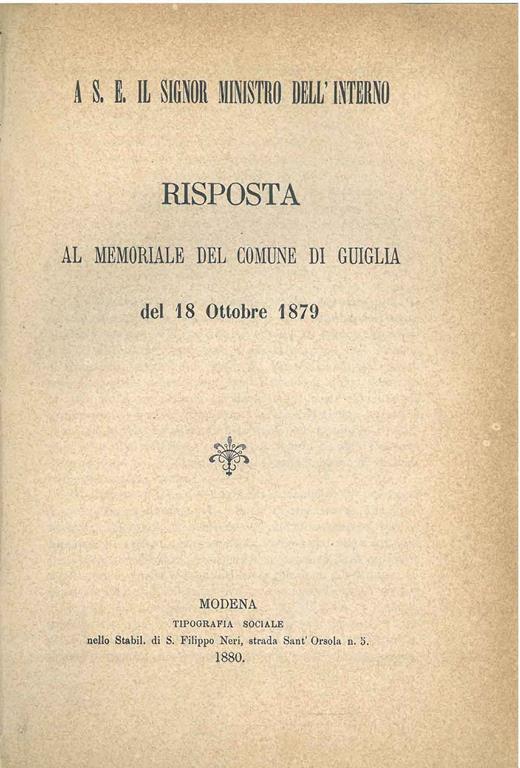 A S. E. IL SIGNOR MINISTRO DELL' INTERNO
RISPOSTA
AL MEMORIALE DEL COMUNE DI GUIGLIA
del 18 Ottobre 1879
MODENA
TIPOGRAFIA SOCIALE
nello Stabil. di S. Filippo Neri, strada Sant' Orsola n. 5.
1880.